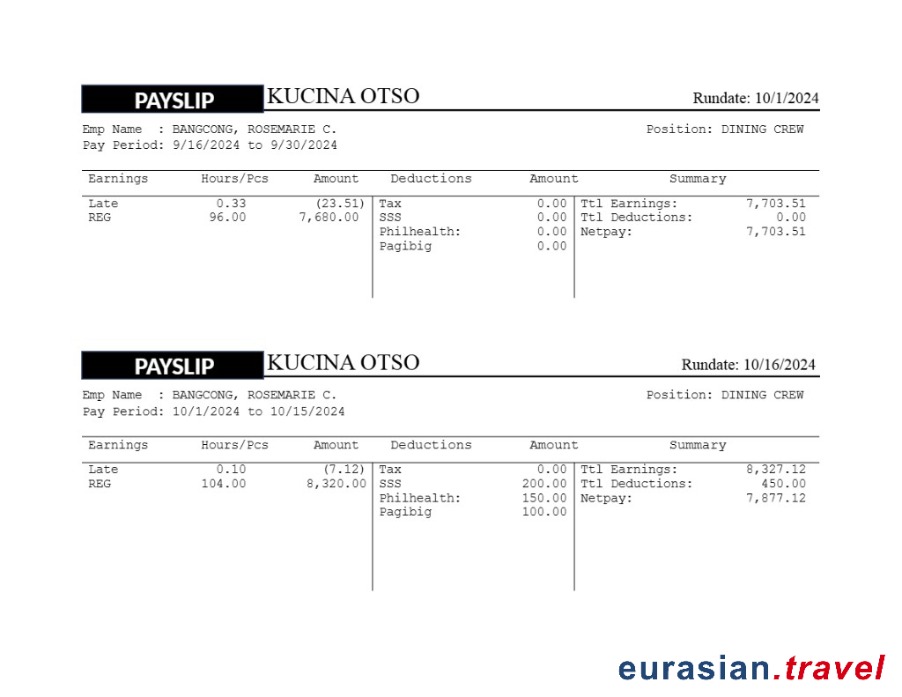 PAYSLIP KUCINA OTSO Rundate: 10/1/2024
Emp Name : BANGCONG, ROSEMARIE C. Position: DINING CREW
Pay Period: 9/16/2024 to 9/30/2024
Earnings Hours/Pcs Amount Deductions Amount Summary
Late 0.33 (23.51) Tax 0.00 Ttl Earnings: 7,703.51
REG 96.00 7,680.00 SSS 0.00 Ttl Deductions: 0.00
Philhealth: 0.00 Netpay: 7,703.51
Pagibig 0.00
PAYSLIP KUCINA OTSO Rundate: 10/16/2024
Emp Name : BANGCONG, ROSEMARIE C. Position: DINING CREW
Pay Period: 10/1/2024 to 10/15/2024
Earnings Hours/Pcs Amount Deductions Amount Summary
Late 0.10 (7.12) Tax 0.00 Ttl Earnings: 8,327.12
REG 104.00 8,320.00 SSS 200.00 Ttl Deductions: 450.00
Philhealth: 150.00 Netpay: 7,877.12
Pagibig 100.00
eurasian.travel